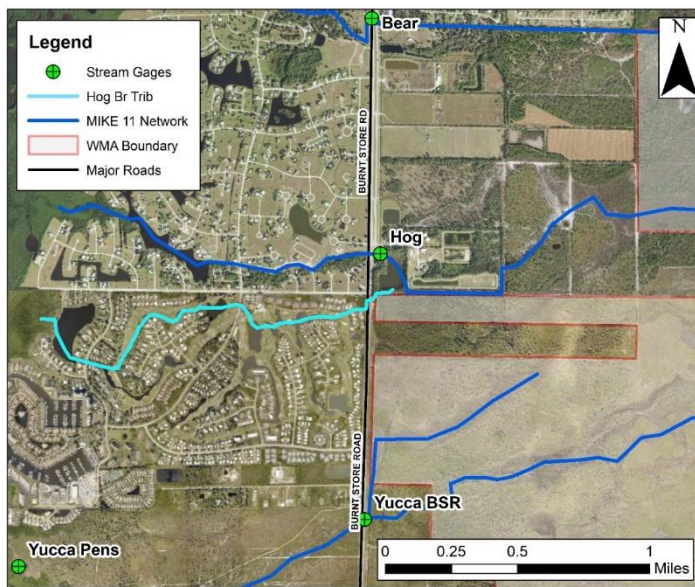 Legend
Stream Gages
Hog Br Trib
MIKE 11 Network
WMA Boundary
Major Roads
Bear
N
BURNT STORE RD
Hog
BURNT STORE ROAD
Yucca BSR
Yucca Pens
0 0.25 0.5 1
Miles